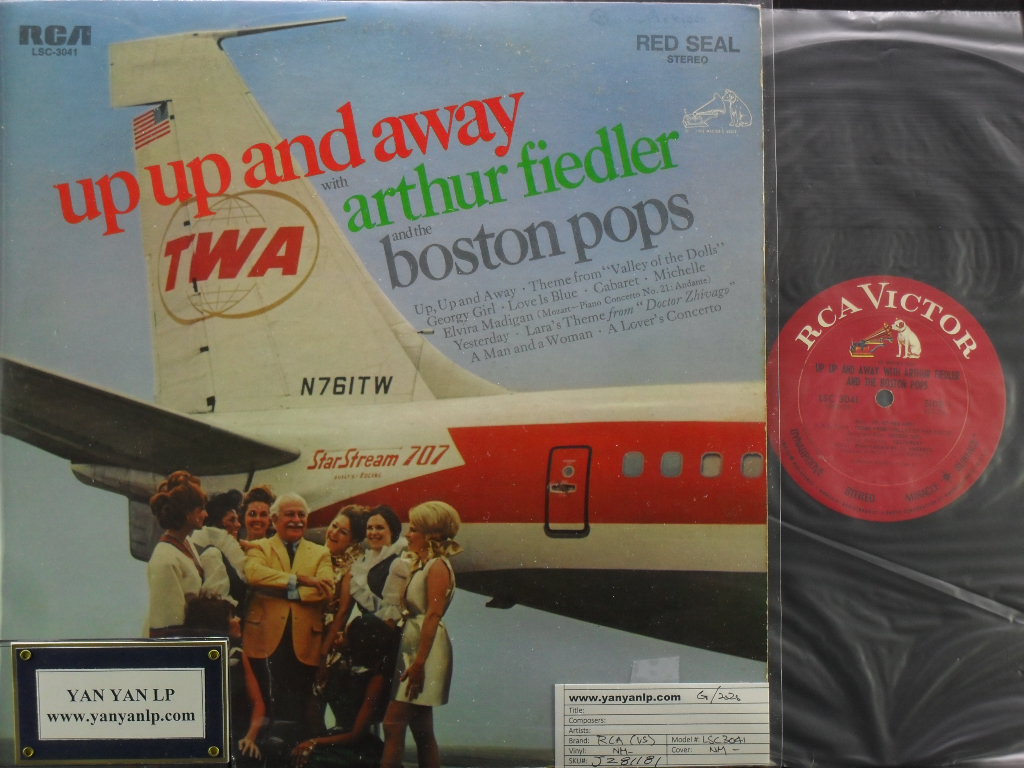 RCA
LSC-3041
RED SEAL
STEREO
up up and away
with
arthur fiedler
and the
boston pops
Up, Up and Away · Theme from "Valley of the Dolls"
Georgy Girl · Love Is Blue · Cabaret · Michelle
Elvira Madigan (Mozart—Piano Concerto No. 21: Andante)
Yesterday · Lara's Theme from "Doctor Zhivago"
A Man and a Woman · A Lover's Concerto
TWA
N761TW
StarStream 707
RCA VICTOR
UP UP AND AWAY WITH ARTHUR FIEDLER
AND THE BOSTON POPS
LSC 3041
STEREO
YAN YAN LP
www.yanyanlp.com
www.yanyanlp.com
Title:
Composers:
Artists:
Brand: RCA (US) Model #: LSC3041
Vinyl: NM- Cover: NM-
SKU#: J281181